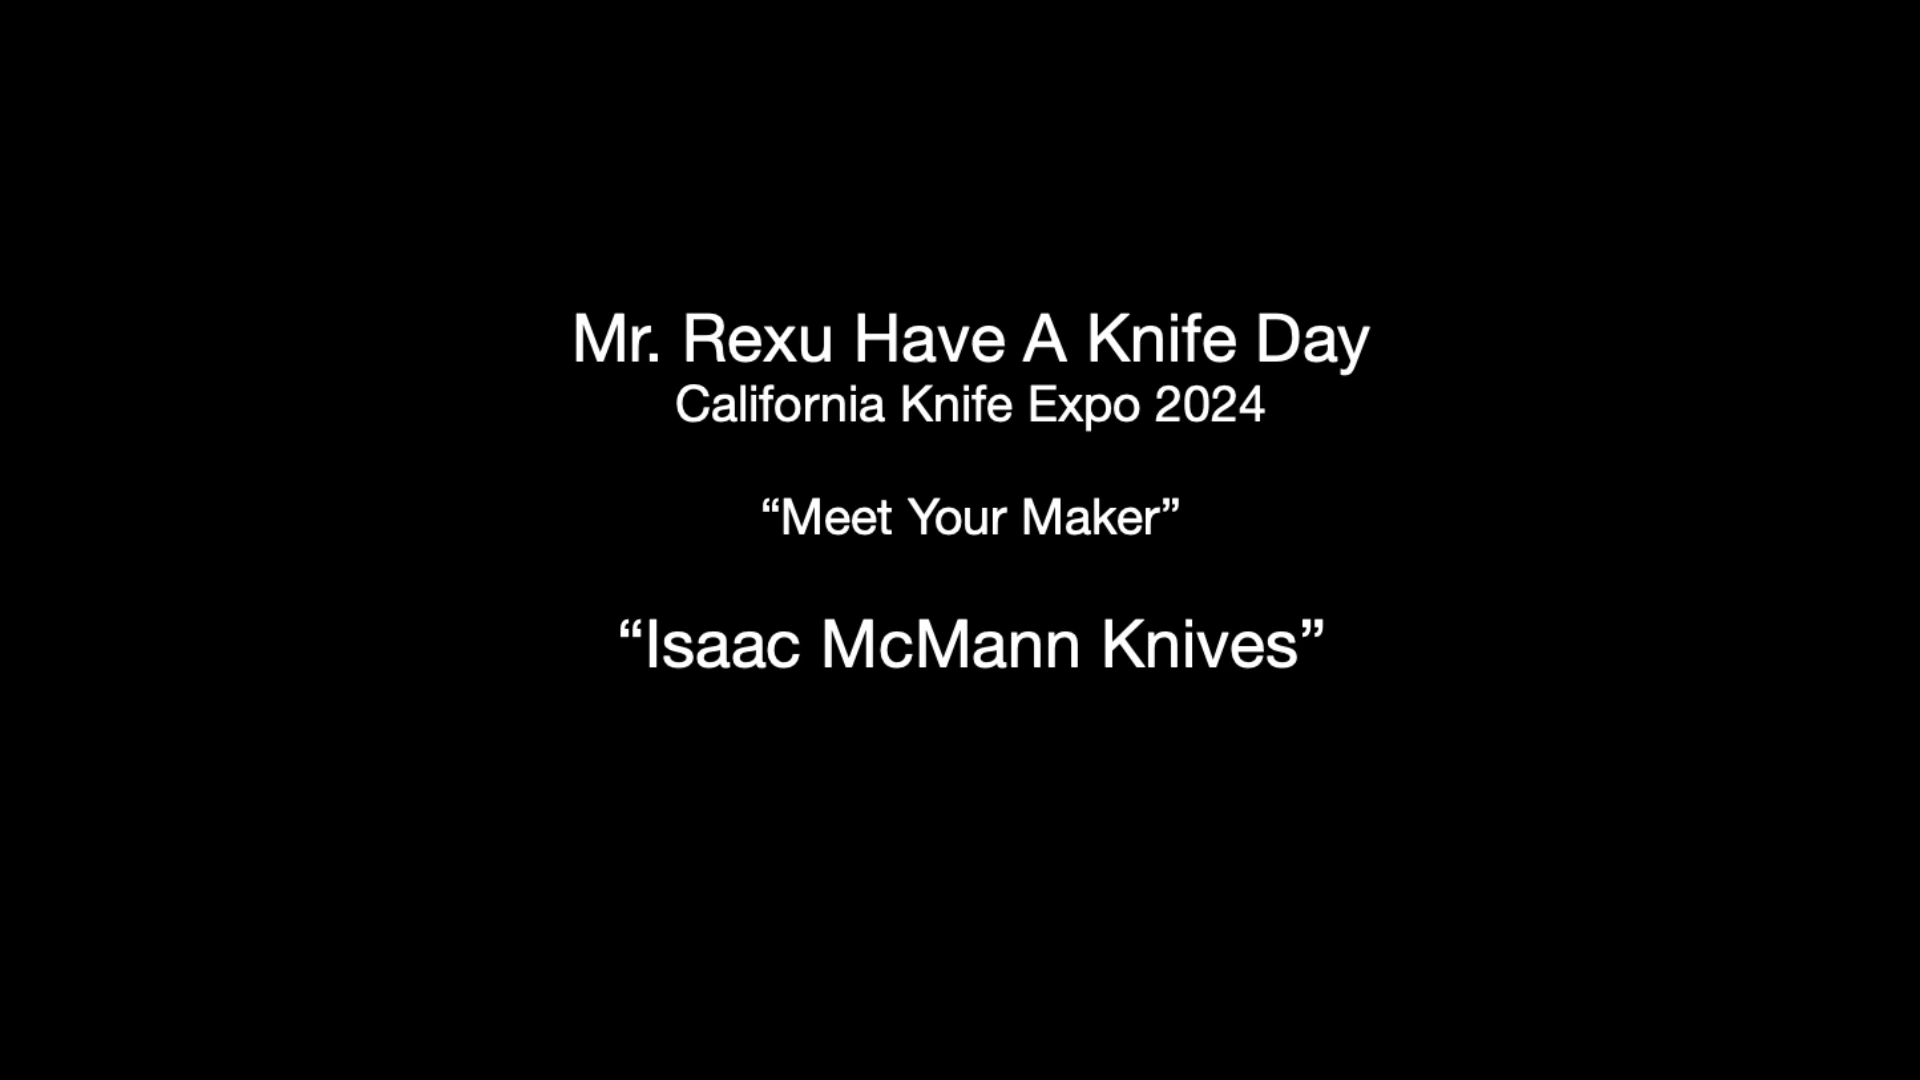 Mr. Rexu Have A Knife Day
California Knife Expo 2024
“Meet Your Maker”
“Isaac McMann Knives”